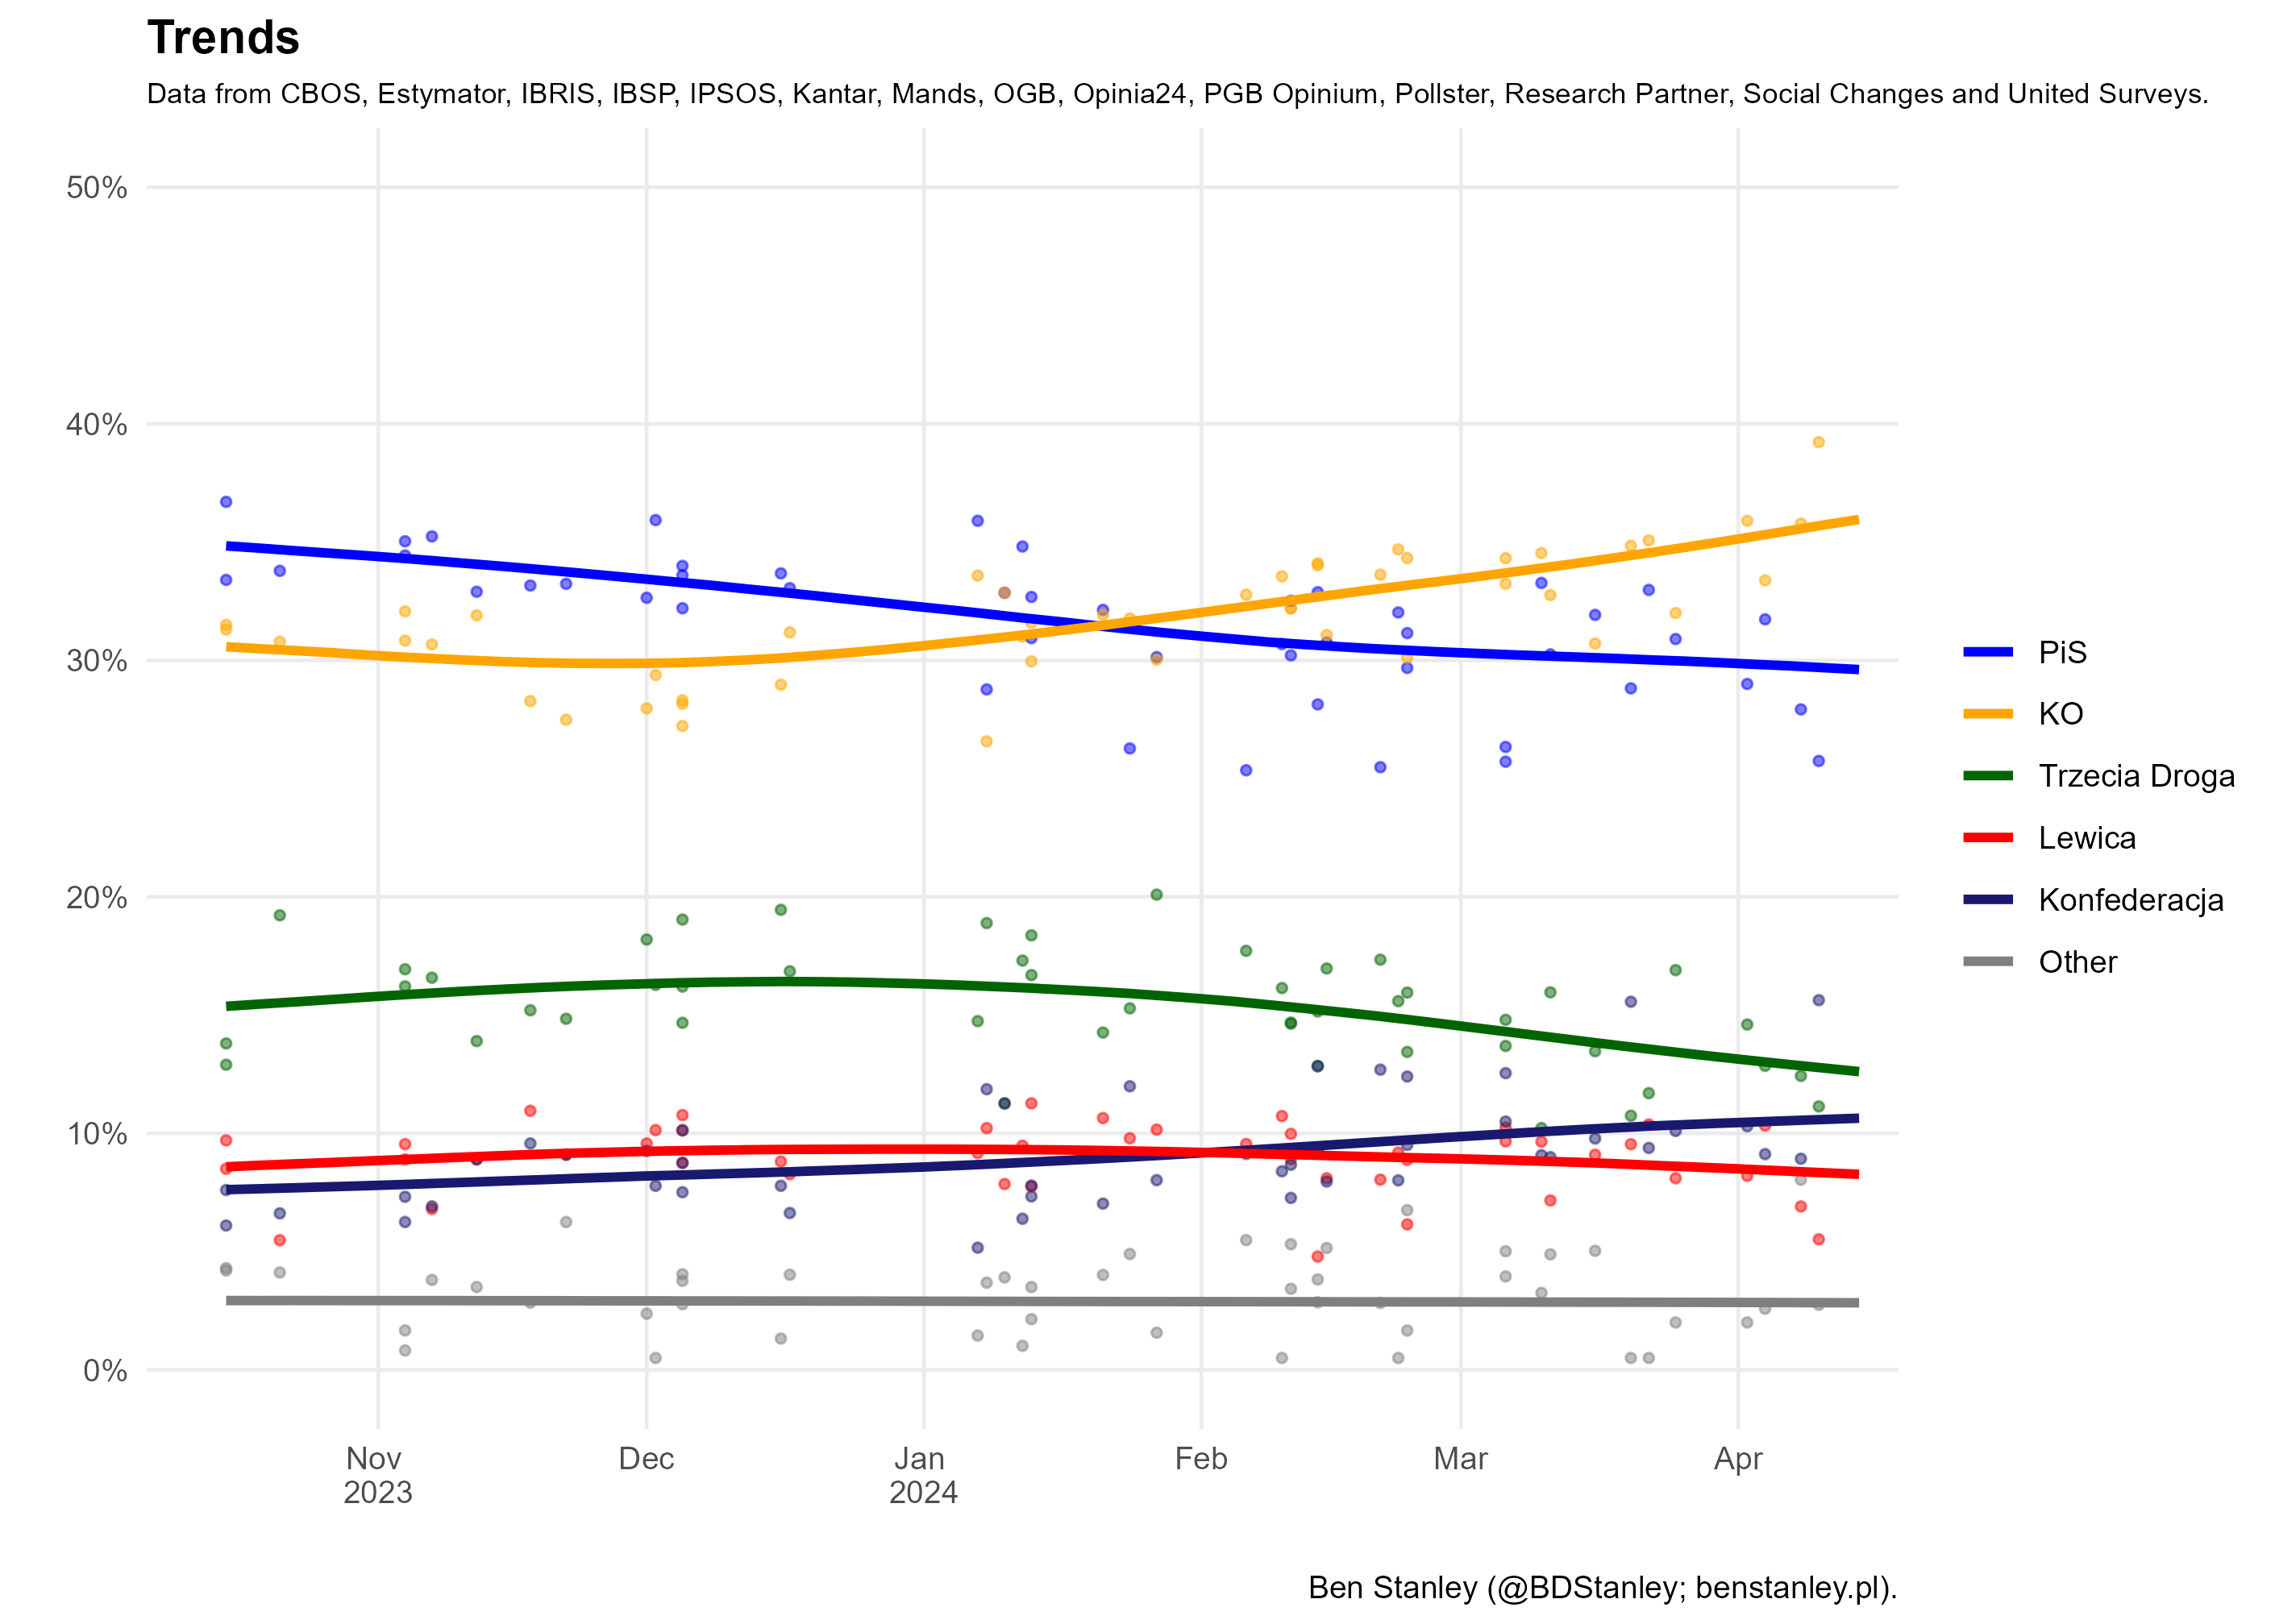 Trends
Data from CBOS, Estymator, IBRIS, IBSP, IPSOS, Kantar, Mands, OGB, Opinia24, PGB Opinium, Pollster, Research Partner, Social Changes and United Surveys.
50%
40%
30%
20%
10%
0%
Nov
2023
Dec
Jan
2024
Feb
Mar
Apr
PiS
KO
Trzecia Droga
Lewica
Konfederacja
Other
Ben Stanley (@BDStanley; benstanley.pl).